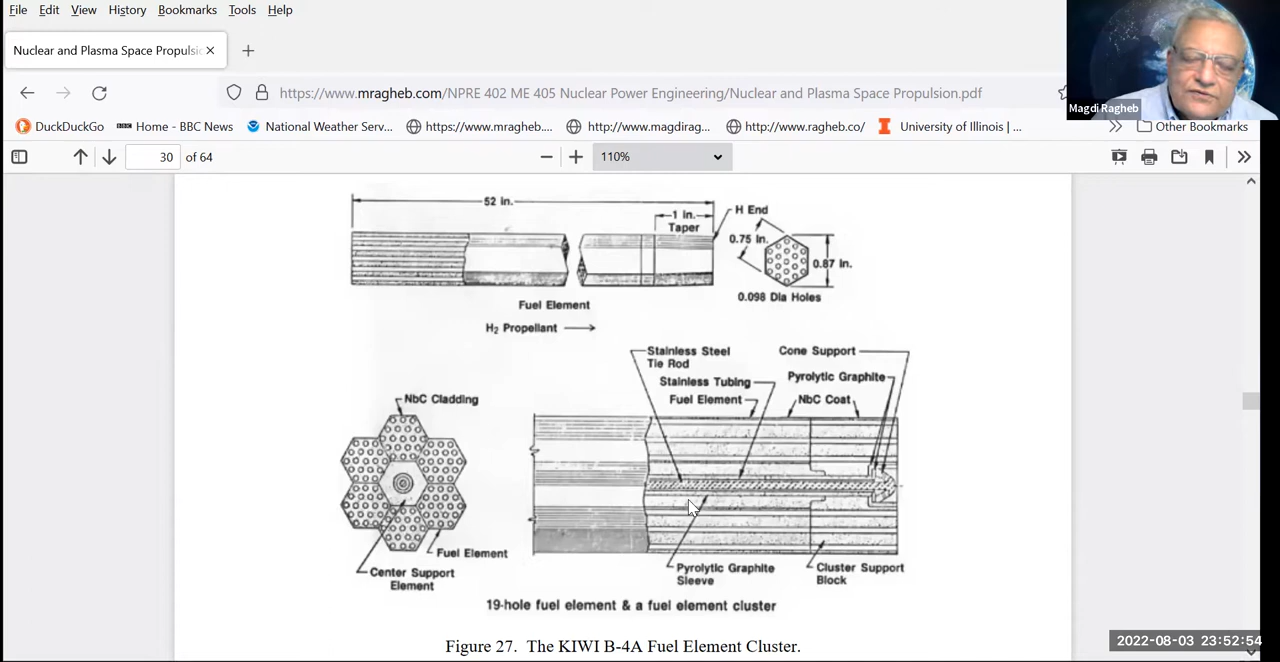 File Edit View History Bookmarks Tools Help
Nuclear and Plasma Space Propulsi
https://www.mragheb.com/NPRE 402 ME 405 Nuclear Power Engineering/Nuclear and Plasma Space Propulsion.pdf
Magdi Ragheb
DuckDuckGo BBC Home - BBC News National Weather Serv... https://www.mragheb.... http://www.magdirag... http://www.ragheb.co/ University of Illinois |... Other Bookmarks
30 of 64 110%
52 in.
1 in.
Taper
H End
0.75 in.
0.87 in.
0.098 Dia Holes
Fuel Element
H2 Propellant
Stainless Steel
Tie Rod
Cone Support
Stainless Tubing
Pyrolytic Graphite
Fuel Element
NbC Coat
NbC Cladding
Fuel Element
Center Support
Element
Pyrolytic Graphite
Sleeve
Cluster Support
Block
19-hole fuel element & a fuel element cluster
Figure 27. The KIWI B-4A Fuel Element Cluster.
2022-08-03 23:52:54